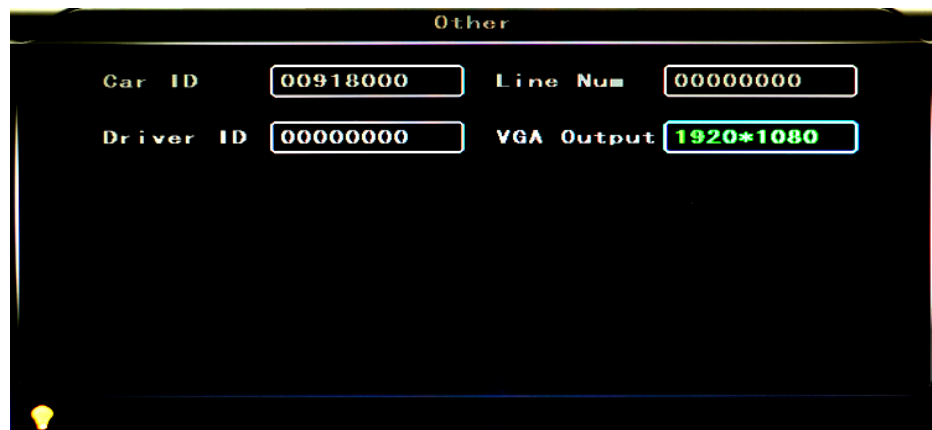 Other
Car ID 00918000 Line Num 00000000
Driver ID 00000000 VGA Output 1920*1080